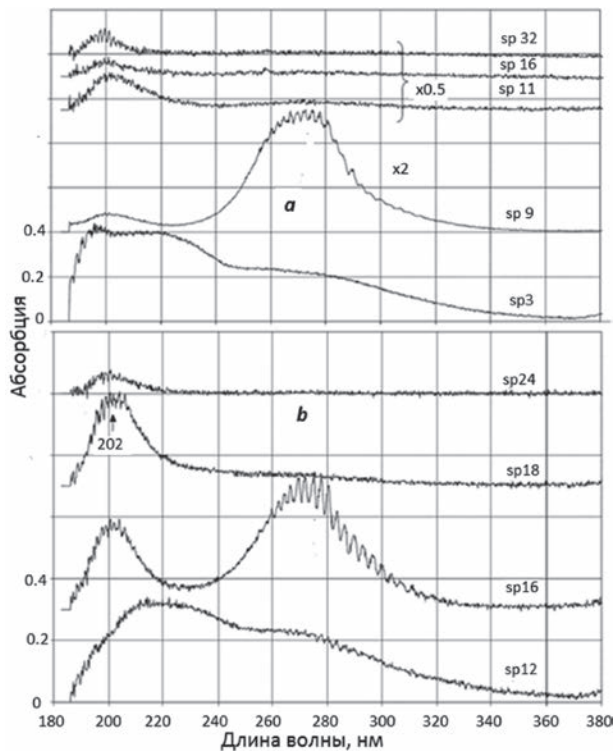 sp 32
sp 16
x0.5
sp 11
x2
a
sp 9
0.4
0.2
sp3
0
Абсорбция
sp24
b
202
sp18
0.4
sp16
0.2
sp12
0
180 200 220 240 260 280 300 320 340 360 380
Длина волны, нм